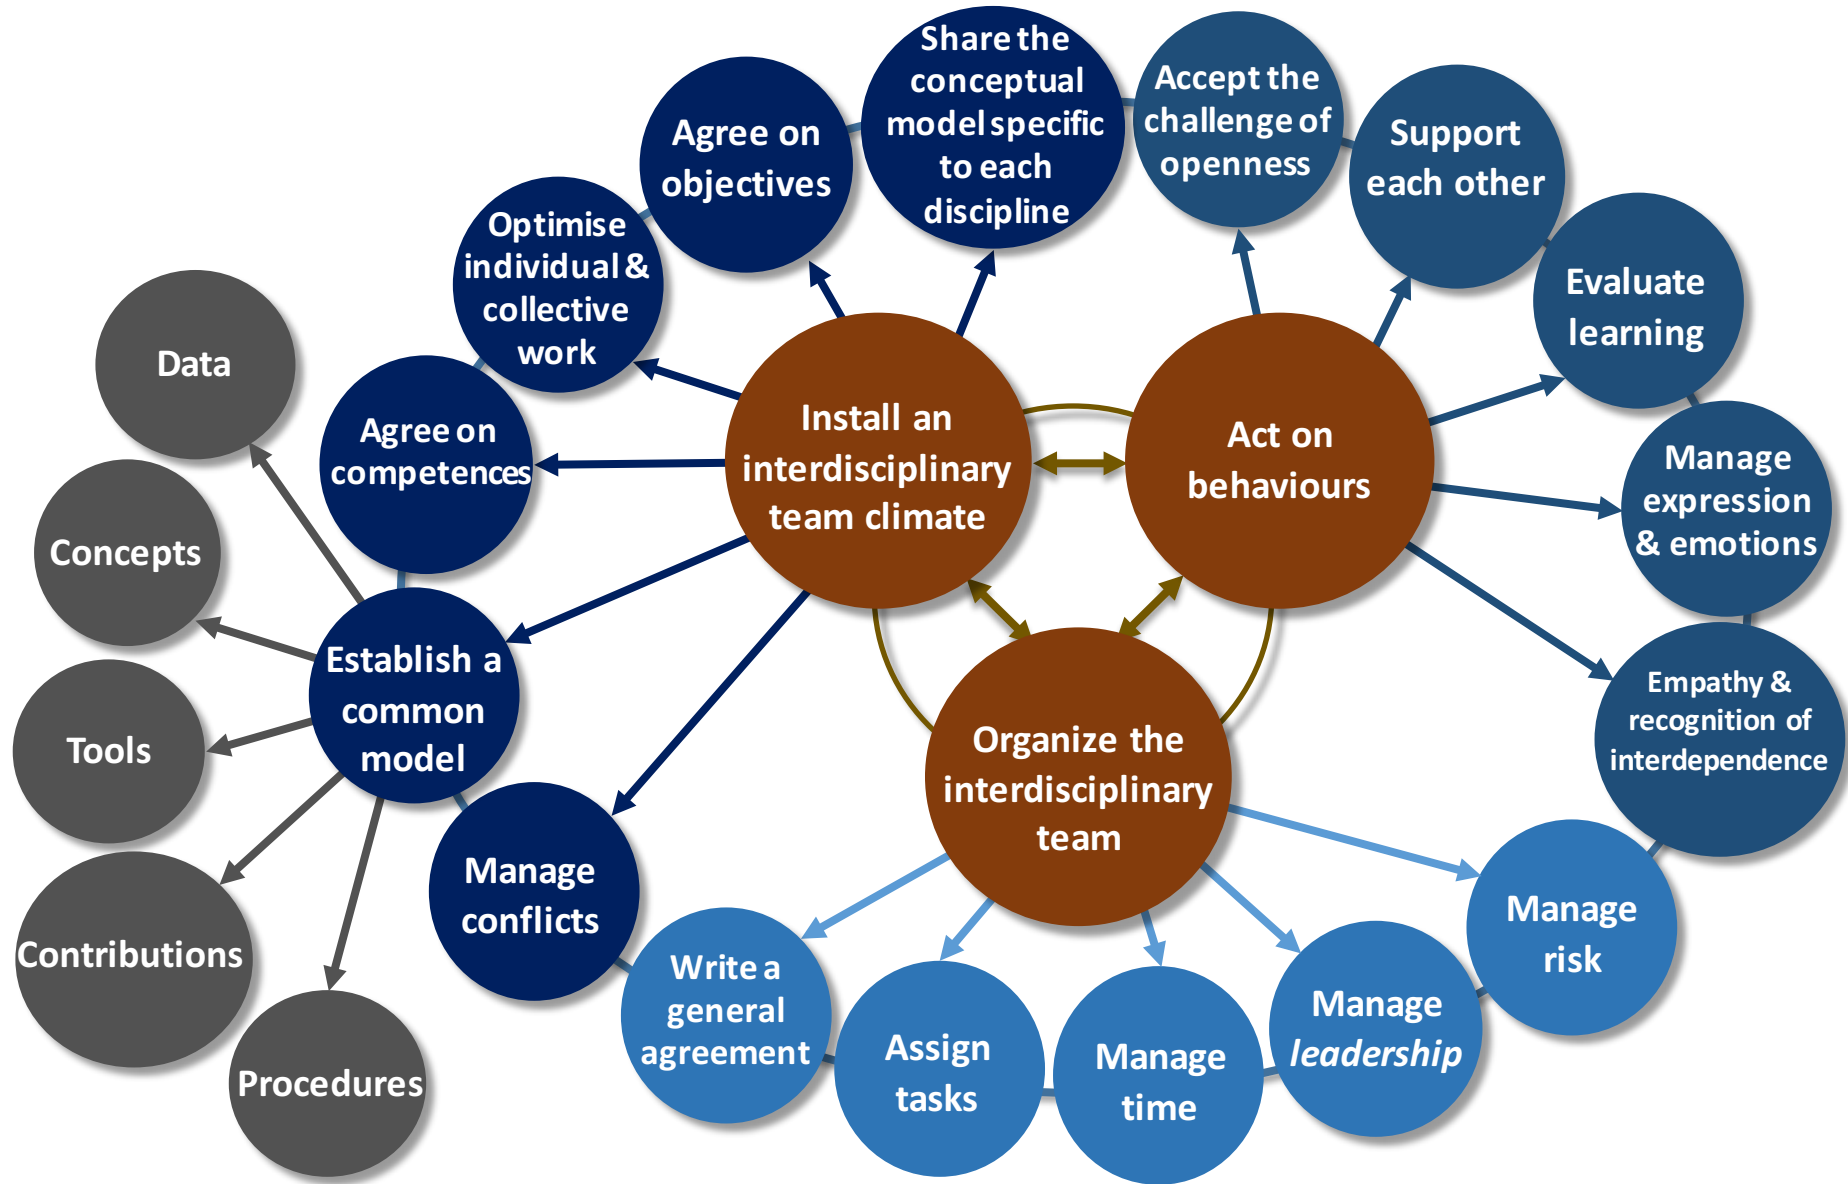 Share the
conceptual
model specific
to each
discipline
Accept the
challenge of
openness
Support
each other
Evaluate
learning
Manage
expression
& emotions
Empathy &
recognition of
interdependence
Agree on
objectives
Optimise
individual &
collective
work
Agree on
competences
Establish a
common
model
Manage
conflicts
Data
Concepts
Tools
Contributions
Procedures
Install an
interdisciplinary
team climate
Act on
behaviours
Organize the
interdisciplinary
team
Write a
general
agreement
Assign
tasks
Manage
time
Manage
leadership
Manage
risk